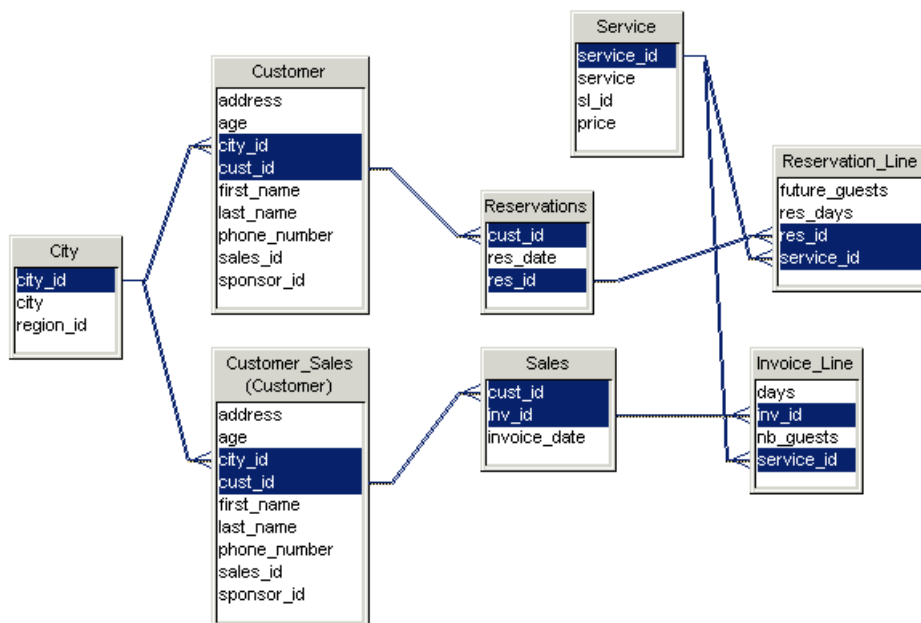 Service
service_id
service
sl_id
price
Customer
address
age
city_id
cust_id
first_name
last_name
phone_number
sales_id
sponsor_id
Reservation_Line
future_guests
res_days
res_id
service_id
Reservations
cust_id
res_date
res_id
City
city_id
city
region_id
Customer_Sales
(Customer)
address
age
city_id
cust_id
first_name
last_name
phone_number
sales_id
sponsor_id
Sales
cust_id
inv_id
invoice_date
Invoice_Line
days
inv_id
nb_guests
service_id